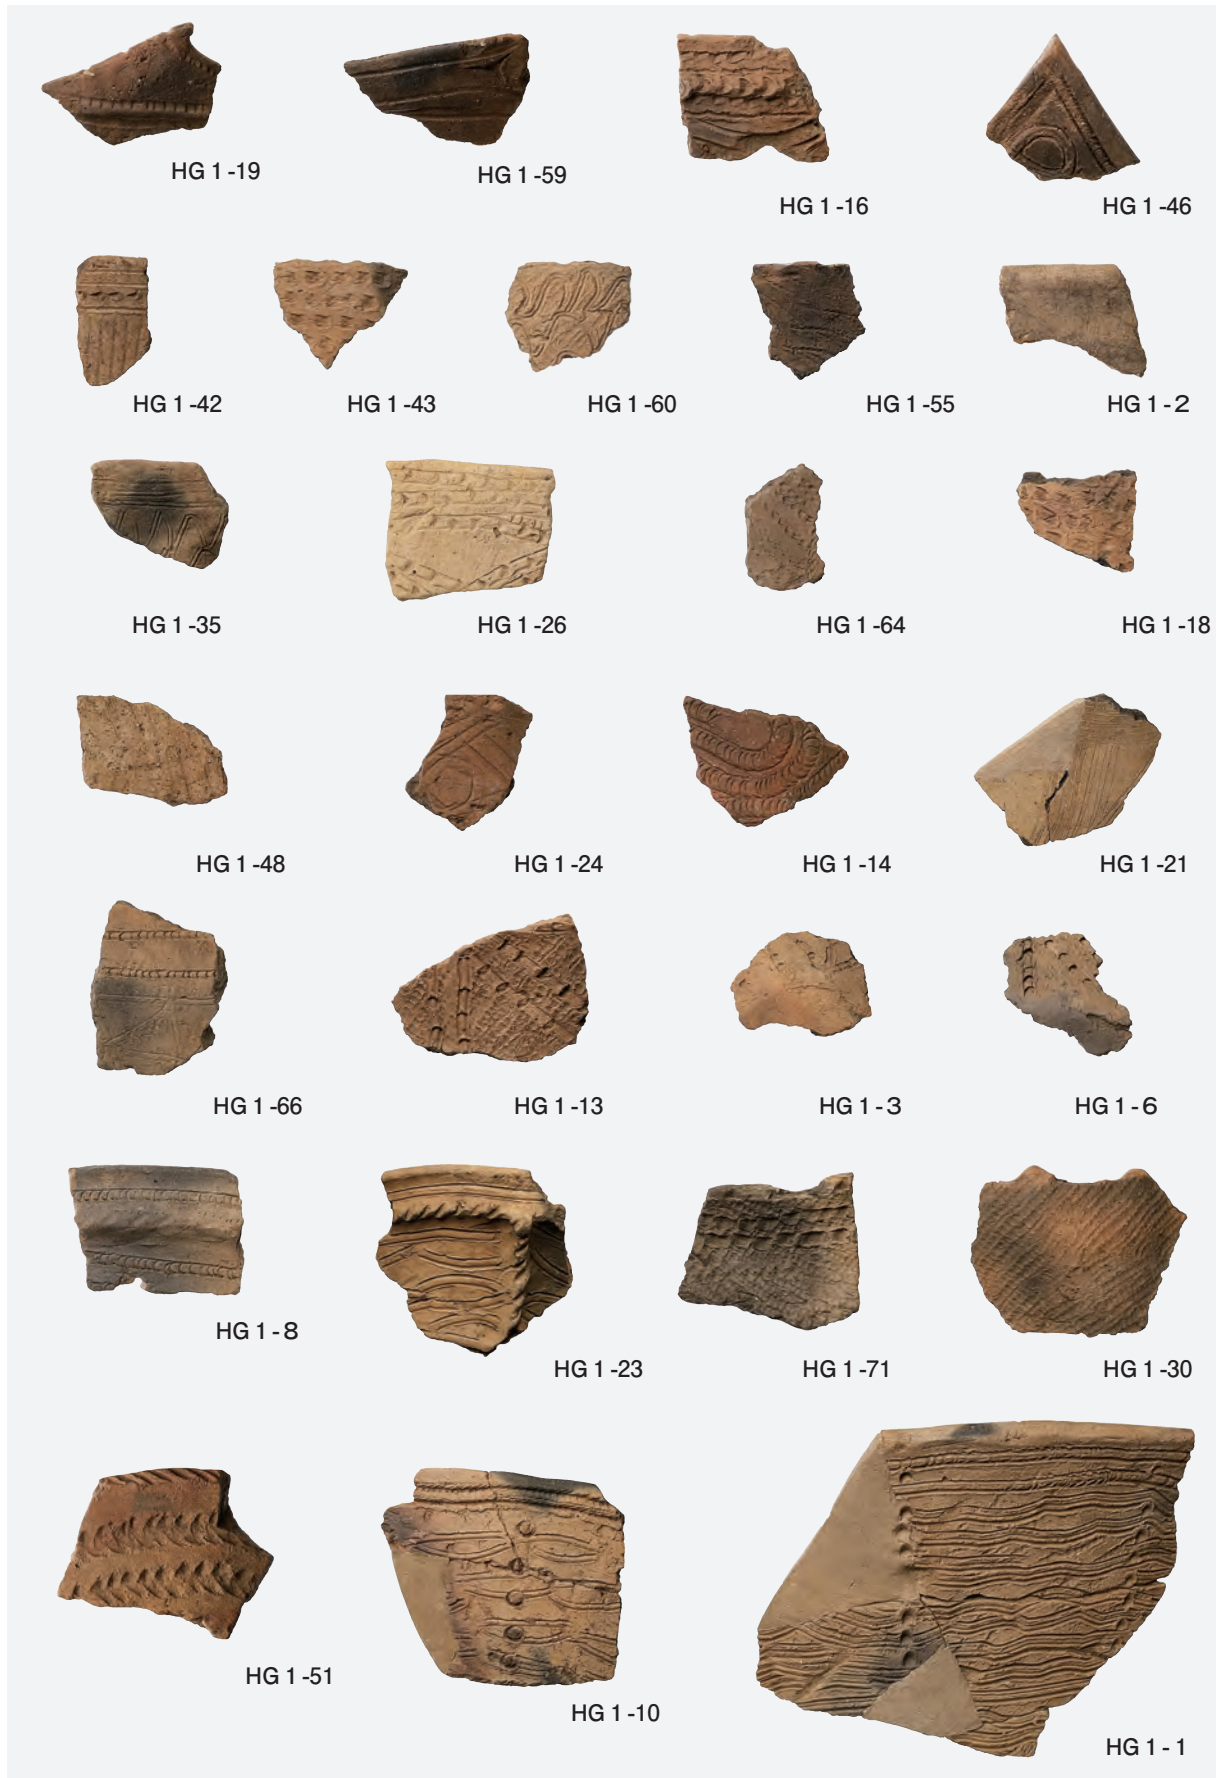 HG 1 -19
HG 1 -59
HG 1 -16
HG 1 -46
HG 1 -42
HG 1 -43
HG 1 -60
HG 1 -55
HG 1 - 2
HG 1 -35
HG 1 -26
HG 1 -64
HG 1 -18
HG 1 -48
HG 1 -24
HG 1 -14
HG 1 -21
HG 1 -66
HG 1 -13
HG 1 - 3
HG 1 - 6
HG 1 - 8
HG 1 -23
HG 1 -71
HG 1 -30
HG 1 -51
HG 1 -10
HG 1 - 1